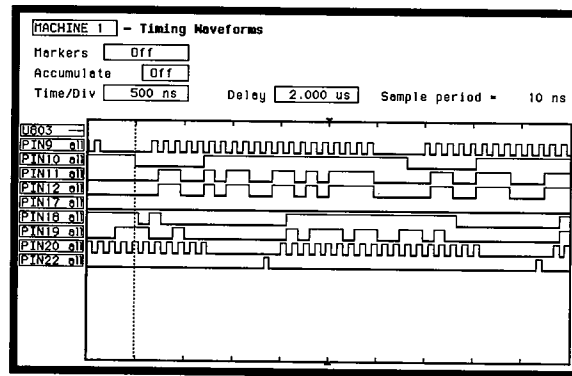 MACHINE 1 - Timing Waveforms
Markers Off
Accumulate Off
Time/Div 500 ns Delay 2.000 us Sample period = 10 ns
U803
PIN9 all
PIN10 all
PIN11 all
PIN12 all
PIN17 all
PIN18 all
PIN19 all
PIN20 all
PIN22 all